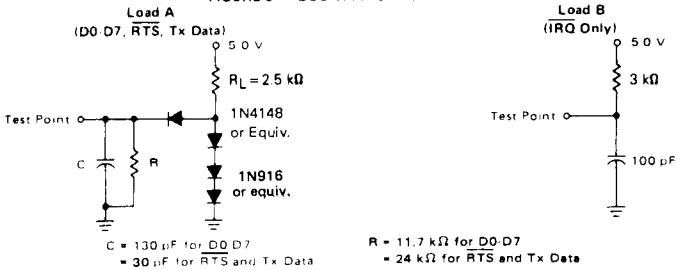 Load A
(D0-D7, RTS, Tx Data)
5.0 V
RL = 2.5 kΩ
Test Point
1N4148
or Equiv.
C
R
1N916
or equiv.
C = 130 pF for D0-D7
= 30 pF for RTS and Tx Data
Load B
(IRQ Only)
5.0 V
3 kΩ
Test Point
100 pF
R = 11.7 kΩ for D0-D7
= 24 kΩ for RTS and Tx Data